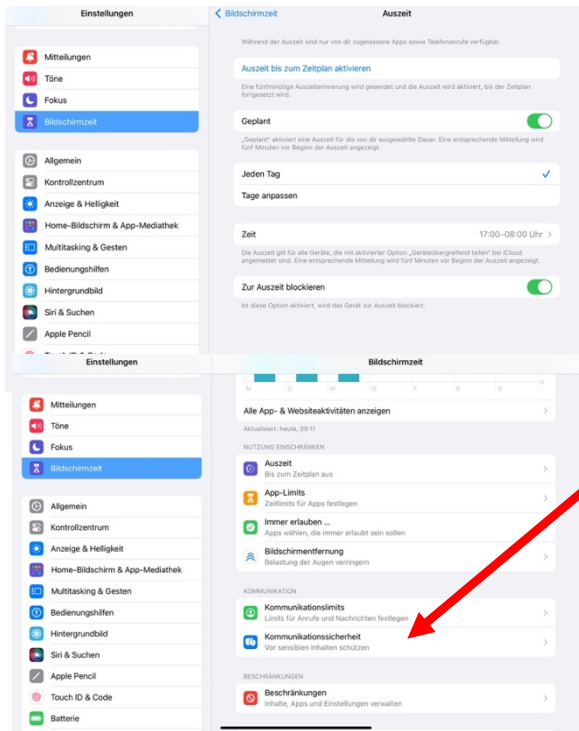 Einstellungen
Mitteilungen
Töne
Fokus
Bildschirmzeit
Allgemein
Kontrollzentrum
Anzeige & Helligkeit
Home-Bildschirm & App-Mediathek
Multitasking & Gesten
Bedienungshilfen
Hintergrundbild
Siri & Suchen
Apple Pencil
Bildschirmzeit
Auszeit
Während der Auszeit sind nur von dir zugelassene Apps sowie Telefonanrufe verfügbar.
Auszeit bis zum Zeitplan aktivieren
Eine fünfminütige Auszeiterinnerung wird gesendet und die Auszeit wird aktiviert, bis der Zeitplan
fortgesetzt wird.
Geplant
„Geplant“ aktiviert eine Auszeit für die von dir ausgewählte Dauer. Eine entsprechende Mitteilung wird
fünf Minuten vor Beginn der Auszeit angezeigt.
Jeden Tag
Tage anpassen
Zeit 17:00–08:00 Uhr
Die Auszeit gilt für alle Geräte, die mit aktivierter Option „Geräteübergreifend teilen“ bei iCloud
angemeldet sind. Eine entsprechende Mitteilung wird fünf Minuten vor Beginn der Auszeit angezeigt.
Zur Auszeit blockieren
Ist diese Option aktiviert, wird das Gerät zur Auszeit blockiert.
Einstellungen
Mitteilungen
Töne
Fokus
Bildschirmzeit
Allgemein
Kontrollzentrum
Anzeige & Helligkeit
Home-Bildschirm & App-Mediathek
Multitasking & Gesten
Bedienungshilfen
Hintergrundbild
Siri & Suchen
Apple Pencil
Touch ID & Code
Batterie
Bildschirmzeit
M D M D F S S
0
Alle App- & Websiteaktivitäten anzeigen
Aktualisiert: heute, 09:11
NUTZUNG EINSCHRÄNKEN
Auszeit
Bis zum Zeitplan aus
App-Limits
Zeitlimits für Apps festlegen
Immer erlauben ...
Apps wählen, die immer erlaubt sein sollen
Bildschirmentfernung
Belastung der Augen verringern
KOMMUNIKATION
Kommunikationslimits
Limits für Anrufe und Nachrichten festlegen
Kommunikationssicherheit
Vor sensiblen Inhalten schützen
BESCHRÄNKUNGEN
Beschränkungen
Inhalte, Apps und Einstellungen verwalten